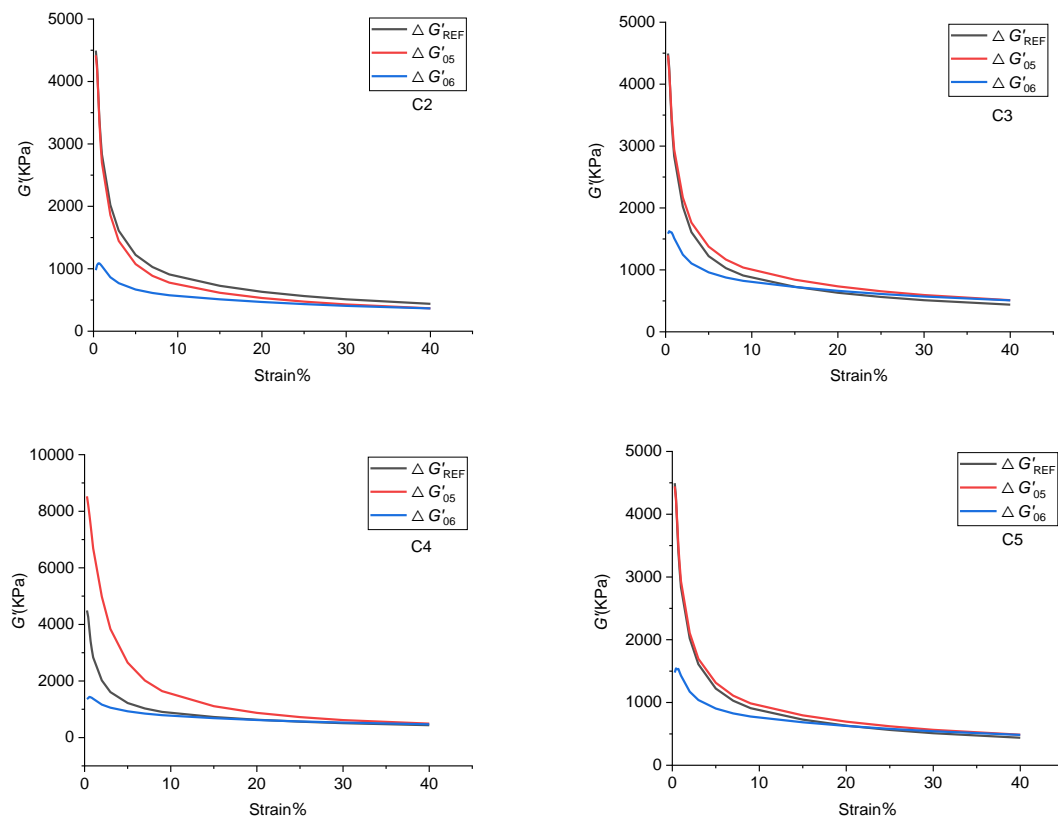 5000
4000
3000
2000
1000
0
G'(KPa)
0 10 20 30 40
Strain%
△ G'REF
△ G'05
△ G'06
C2
5000
4000
3000
2000
1000
0
G'(KPa)
0 10 20 30 40
Strain%
△ G'REF
△ G'05
△ G'06
C3
10000
8000
6000
4000
2000
0
G'(KPa)
0 10 20 30 40
Strain%
△ G'REF
△ G'05
△ G'06
C4
5000
4000
3000
2000
1000
0
G'(KPa)
0 10 20 30 40
Strain%
△ G'REF
△ G'05
△ G'06
C5